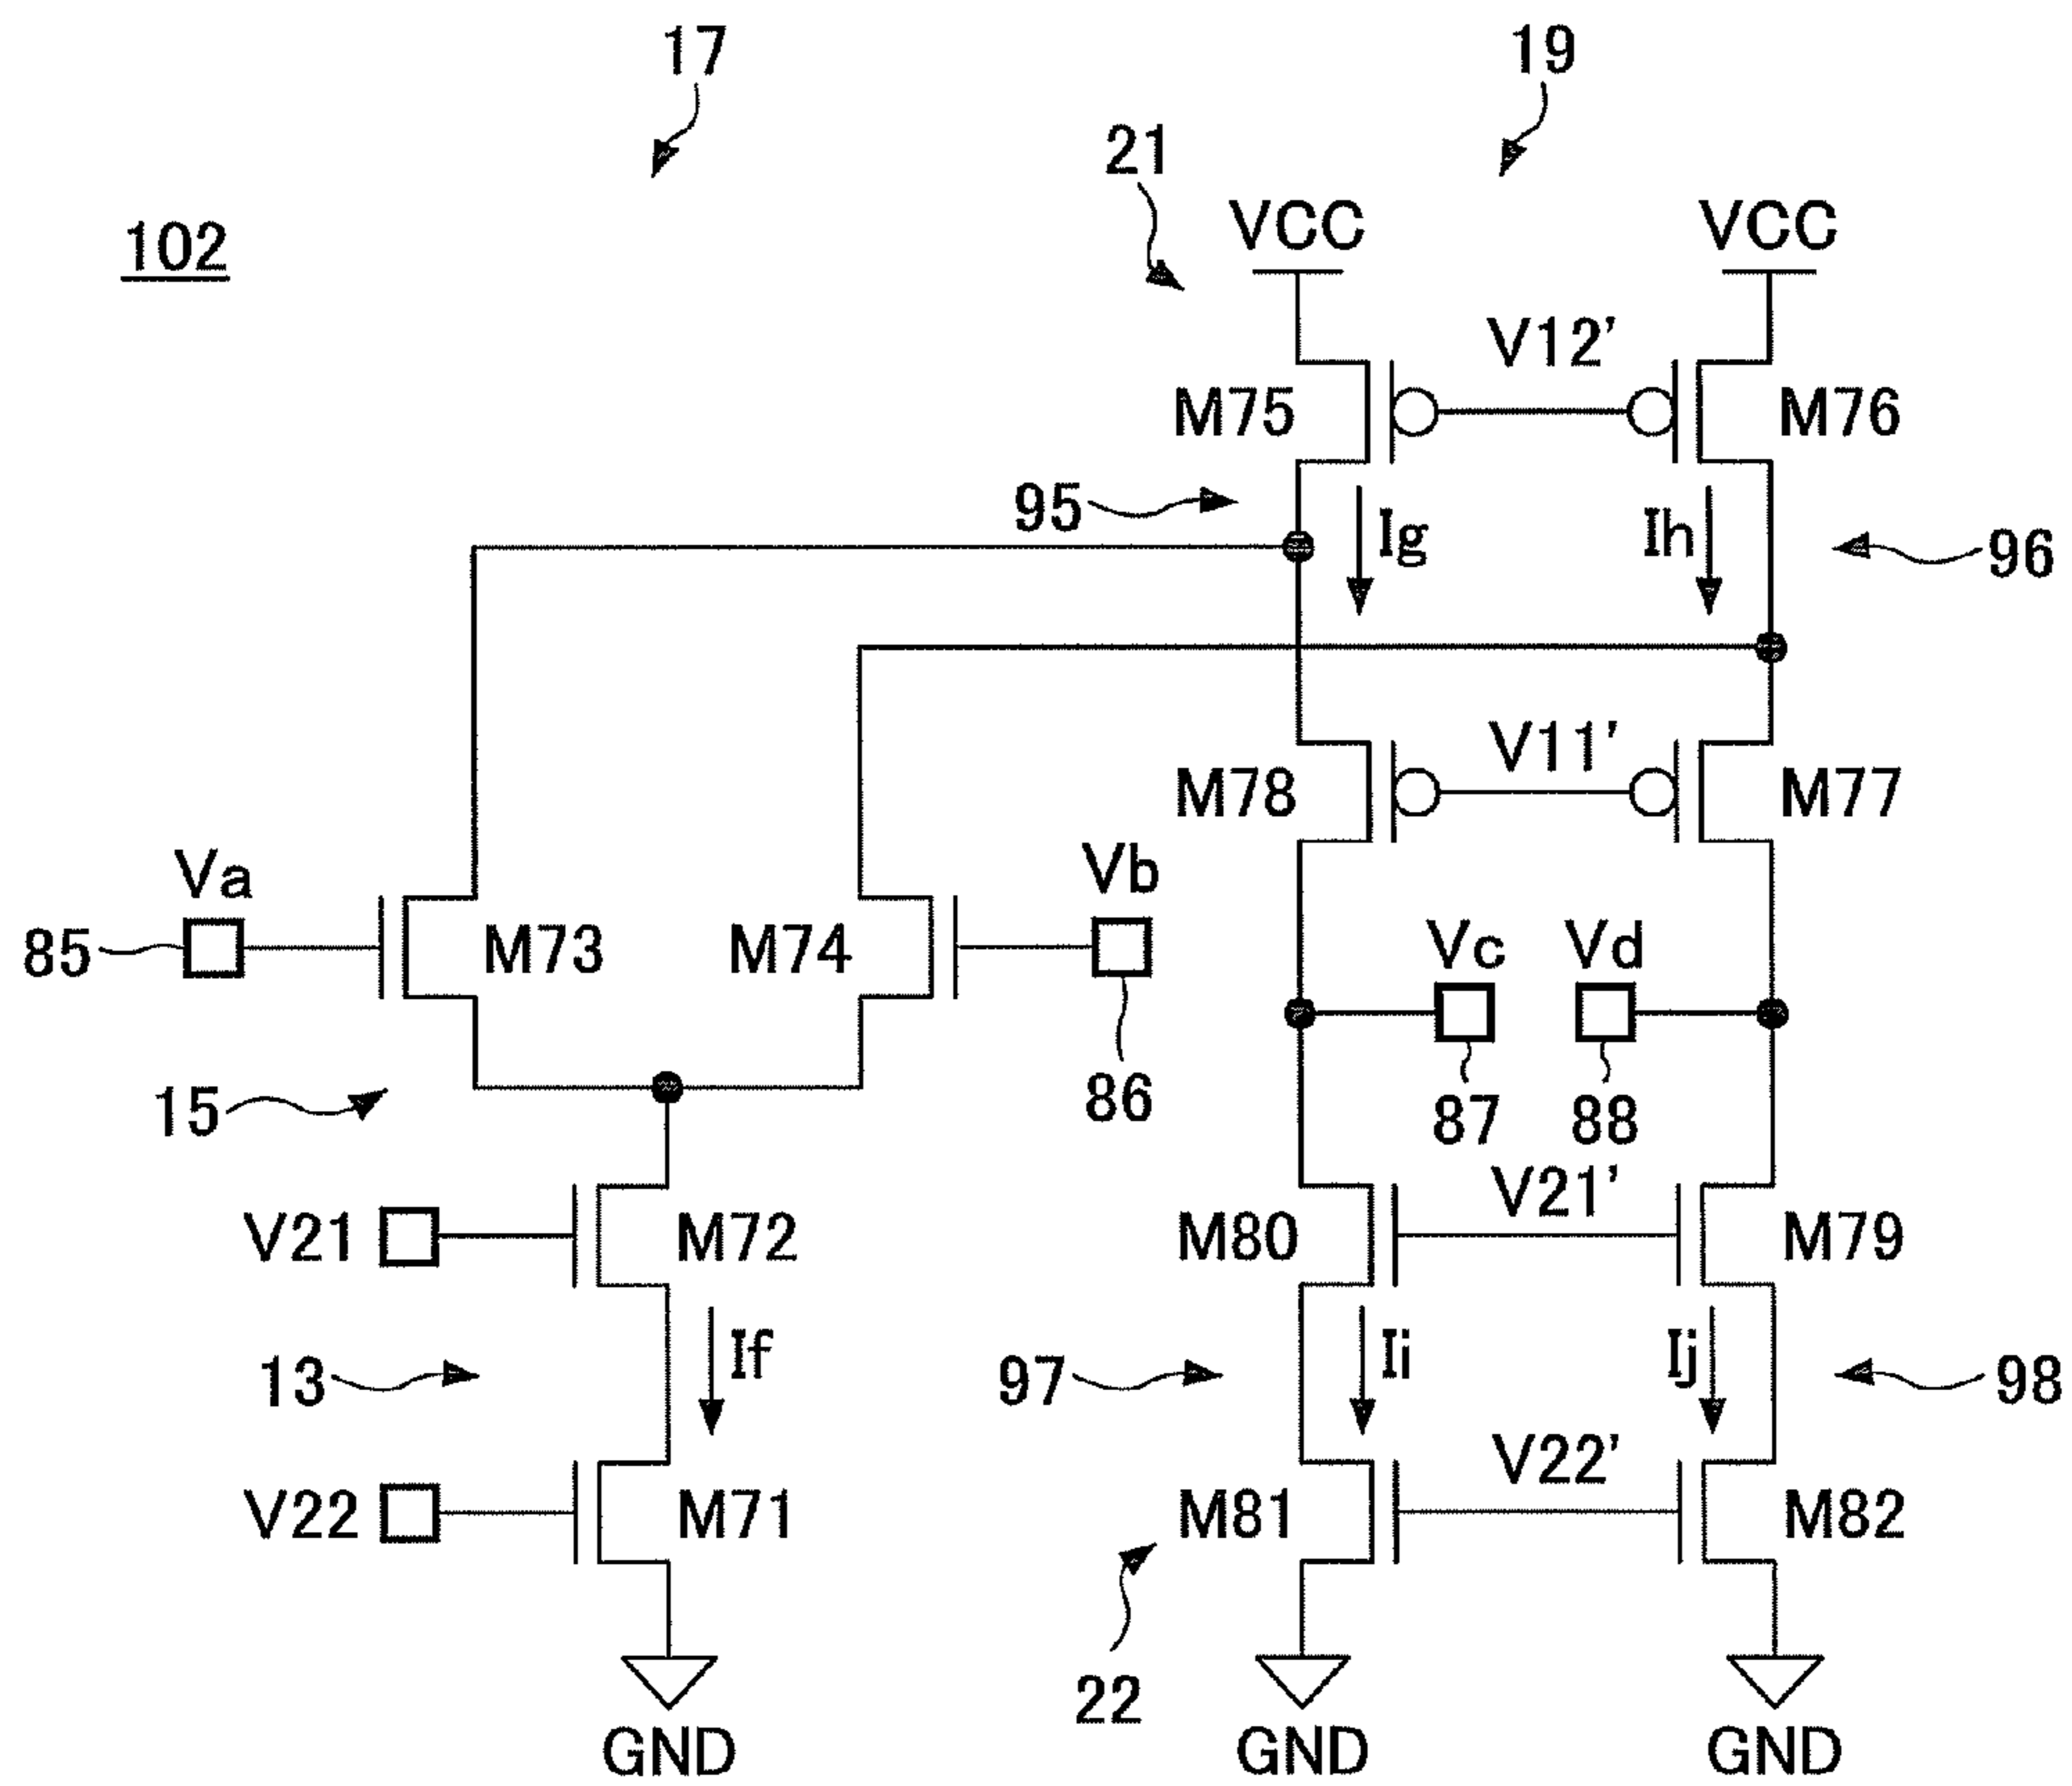 17
19
21
102
VCC
VCC
V12'
M75
M76
95
Ig
Ih
96
V11'
M78
M77
Va
Vb
85
M73
M74
Vc
Vd
15
86
87
88
V21
M72
M80
V21'
M79
13
If
97
Ii
Ij
98
V22
M71
M81
V22'
M82
22
GND
GND
GND